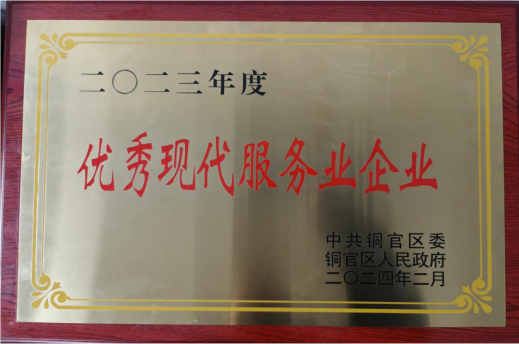 二〇二三年度
优秀现代服务业企业
中共铜官区委
铜官区人民政府
二〇二四年二月